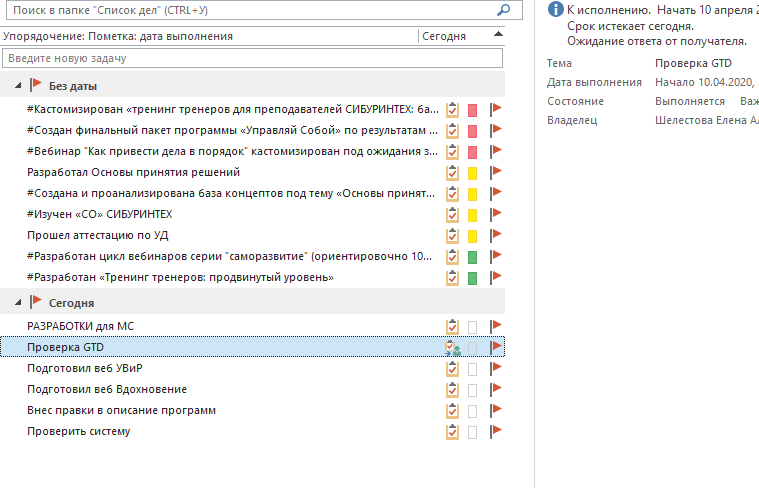 Поиск в папке "Список дел" (CTRL+У)
Упорядочение: Пометка: дата выполнения Сегодня
Введите новую задачу
Без даты
#Кастомизирован «тренинг тренеров для преподавателей СИБУРИНТЕХ: ба...
#Создан финальный пакет программы «Управляй Собой» по результатам ...
#Вебинар "Как привести дела в порядок" кастомизирован под ожидания з...
Разработал Основы принятия решений
#Создана и проанализирована база концептов под тему «Основы принят...
#Изучен «СО» СИБУРИНТЕХ
Прошел аттестацию по УД
#Разработан цикл вебинаров серии "саморазвитие" (ориентировочно 10...
#Разработан «Тренинг тренеров: продвинутый уровень»
Сегодня
РАЗРАБОТКИ для МС
Проверка GTD
Подготовил веб УВиР
Подготовил веб Вдохновение
Внес правки в описание программ
Проверить систему
К исполнению. Начать 10 апреля 2
Срок истекает сегодня.
Ожидание ответа от получателя.
Тема Проверка GTD
Дата выполнения Начало 10.04.2020,
Состояние Выполняется Важ
Владелец Шелестова Елена Ал